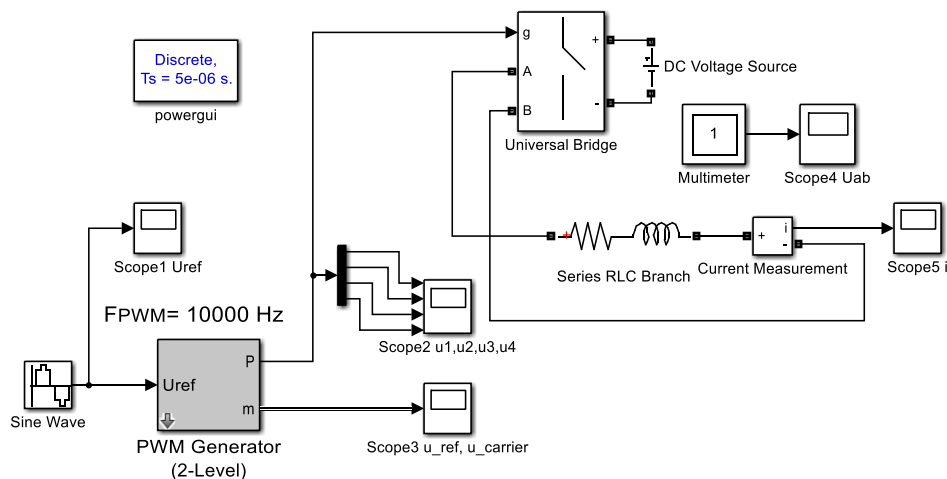 Discrete,
Ts = 5e-06 s.
powergui
g
A
B
+
-
DC Voltage Source
Universal Bridge
1
Multimeter
Scope4 Uab
Scope1 Uref
+
Series RLC Branch
+
i
-
Current Measurement
Scope5 i
FPWM= 10000 Hz
Scope2 u1,u2,u3,u4
Sine Wave
Uref
P
m
PWM Generator
(2-Level)
Scope3 u_ref, u_carrier